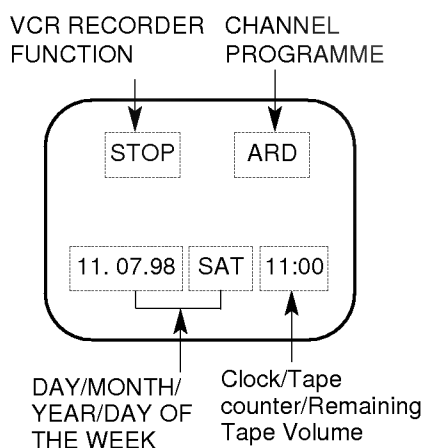 VCR RECORDER
FUNCTION
CHANNEL
PROGRAMME
STOP
ARD
11. 07.98 SAT 11:00
DAY/MONTH/
YEAR/DAY OF
THE WEEK
Clock/Tape
counter/Remaining
Tape Volume